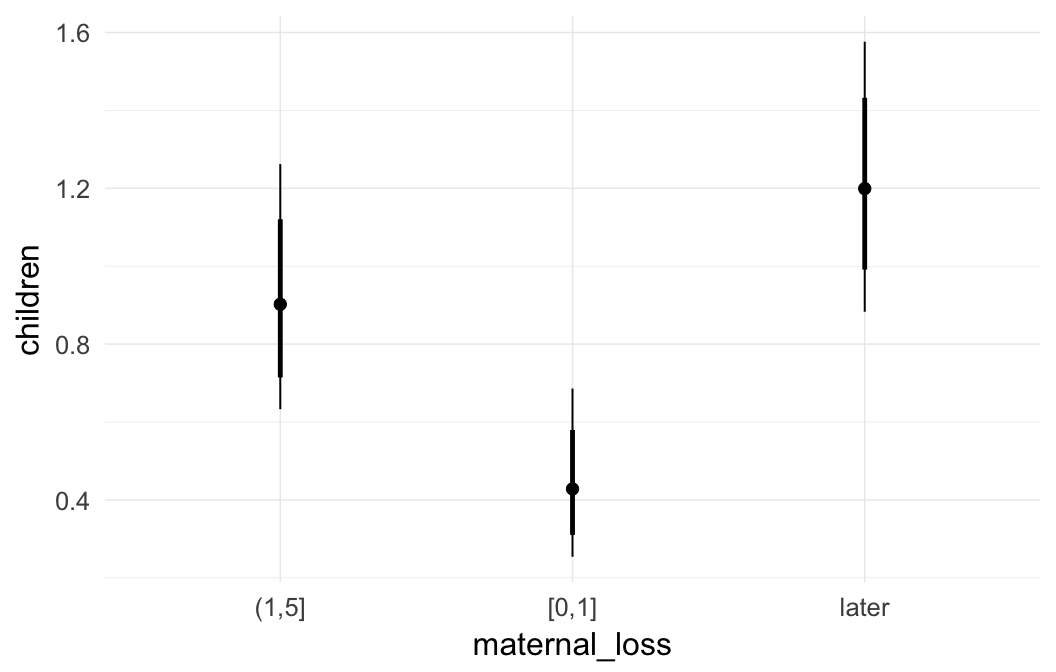 1.6
1.2
0.8
0.4
children
(1,5]
[0,1]
later
maternal_loss